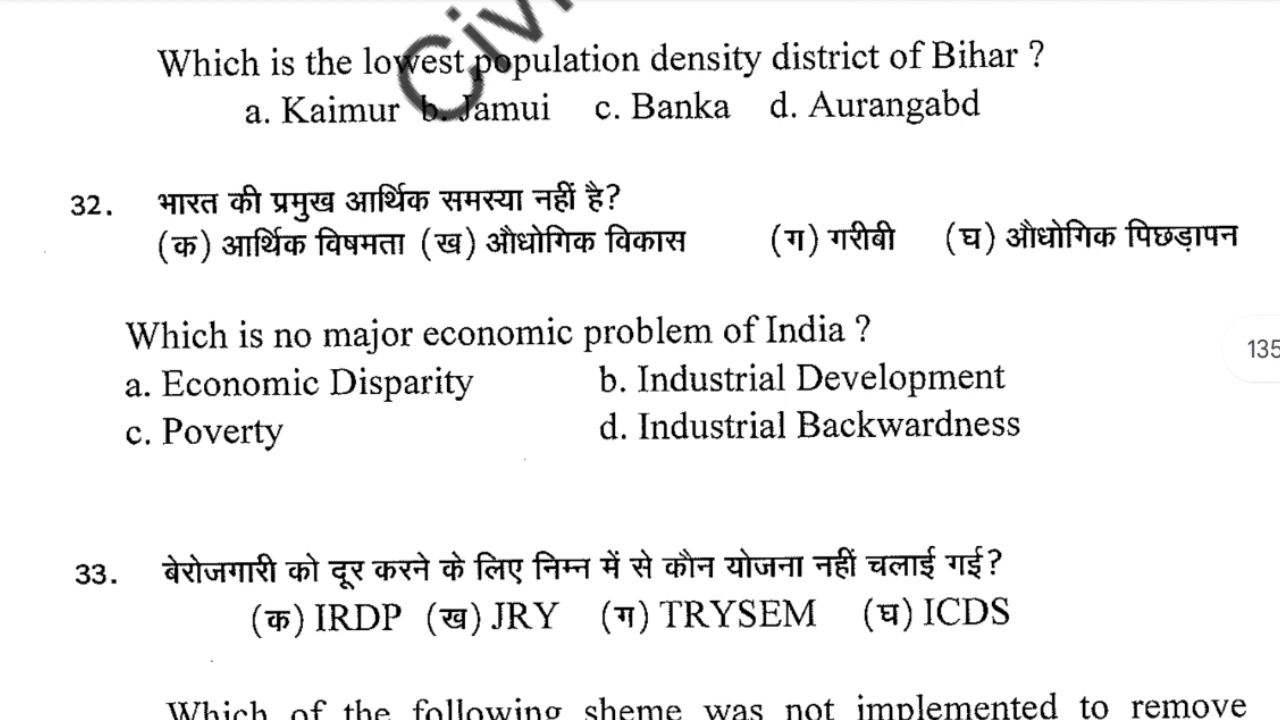 Civ
Which is the lowest population density district of Bihar ?
a. Kaimur b. Jamui c. Banka d. Aurangabd
32. भारत की प्रमुख आर्थिक समस्या नहीं है?
(क) आर्थिक विषमता (ख) औधोगिक विकास (ग) गरीबी (घ) औधोगिक पिछड़ापन
Which is no major economic problem of India ?
a. Economic Disparity b. Industrial Development
135
c. Poverty d. Industrial Backwardness
33. बेरोजगारी को दूर करने के लिए निम्न में से कौन योजना नहीं चलाई गई?
(क) IRDP (ख) JRY (ग) TRYSEM (घ) ICDS
Which of the following sheme was not implemented to remove